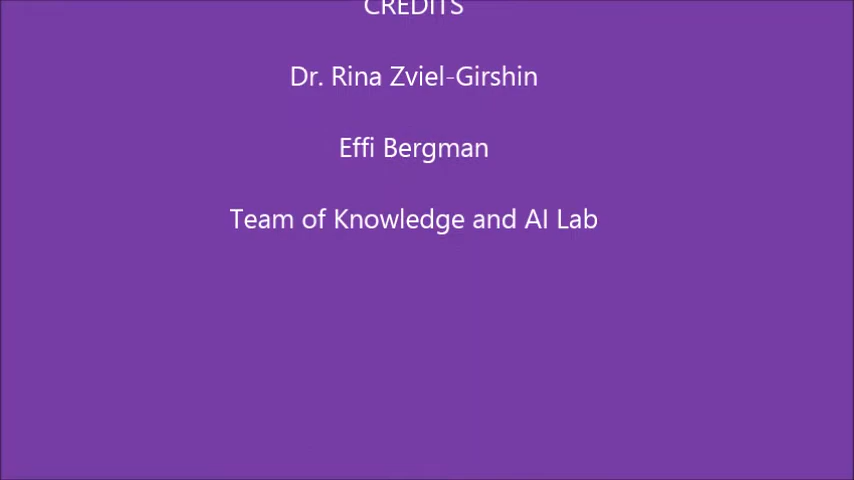 CREDITS
Dr. Rina Zviel-Girshin
Effi Bergman
Team of Knowledge and AI Lab